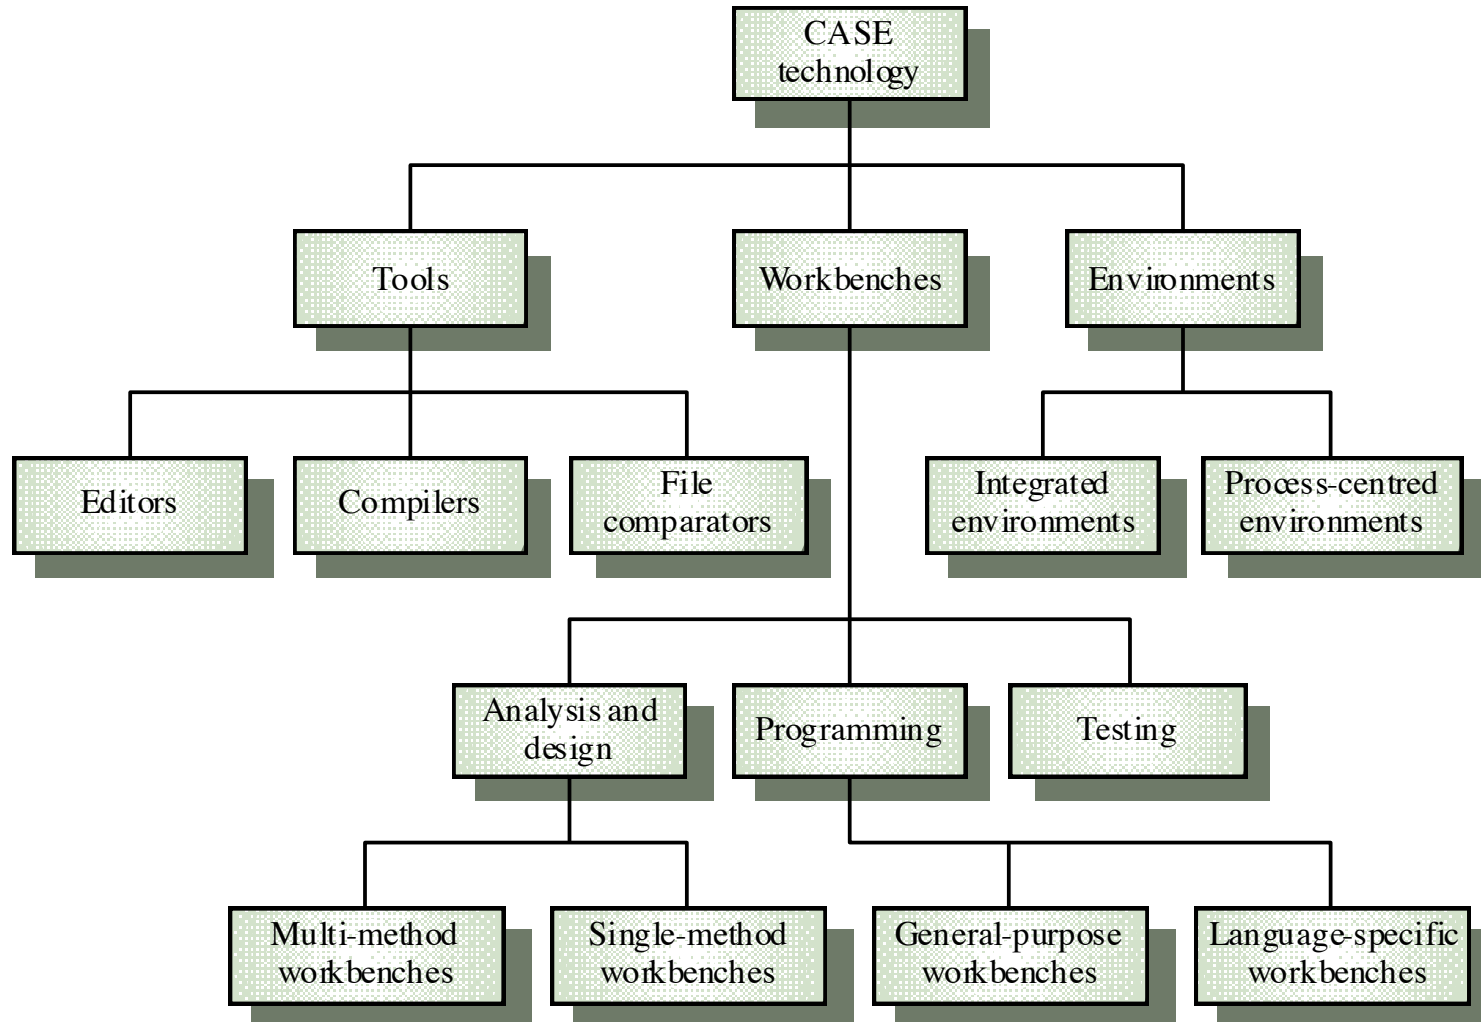 CASE
technology
Tools
Workbenches
Environments
Editors
Compilers
File
comparators
Integrated
environments
Process-centred
environments
Analysis and
design
Programming
Testing
Multi-method
workbenches
Single-method
workbenches
General-purpose
workbenches
Language-specific
workbenches